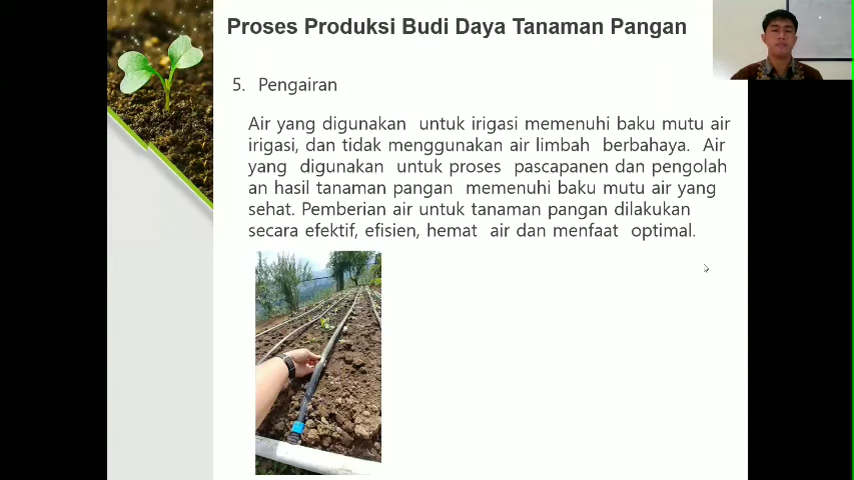 Proses Produksi Budi Daya Tanaman Pangan
5. Pengairan
Air yang digunakan untuk irigasi memenuhi baku mutu air
irigasi, dan tidak menggunakan air limbah berbahaya. Air
yang digunakan untuk proses pascapanen dan pengolah
an hasil tanaman pangan memenuhi baku mutu air yang
sehat. Pemberian air untuk tanaman pangan dilakukan
secara efektif, efisien, hemat air dan menfaat optimal.